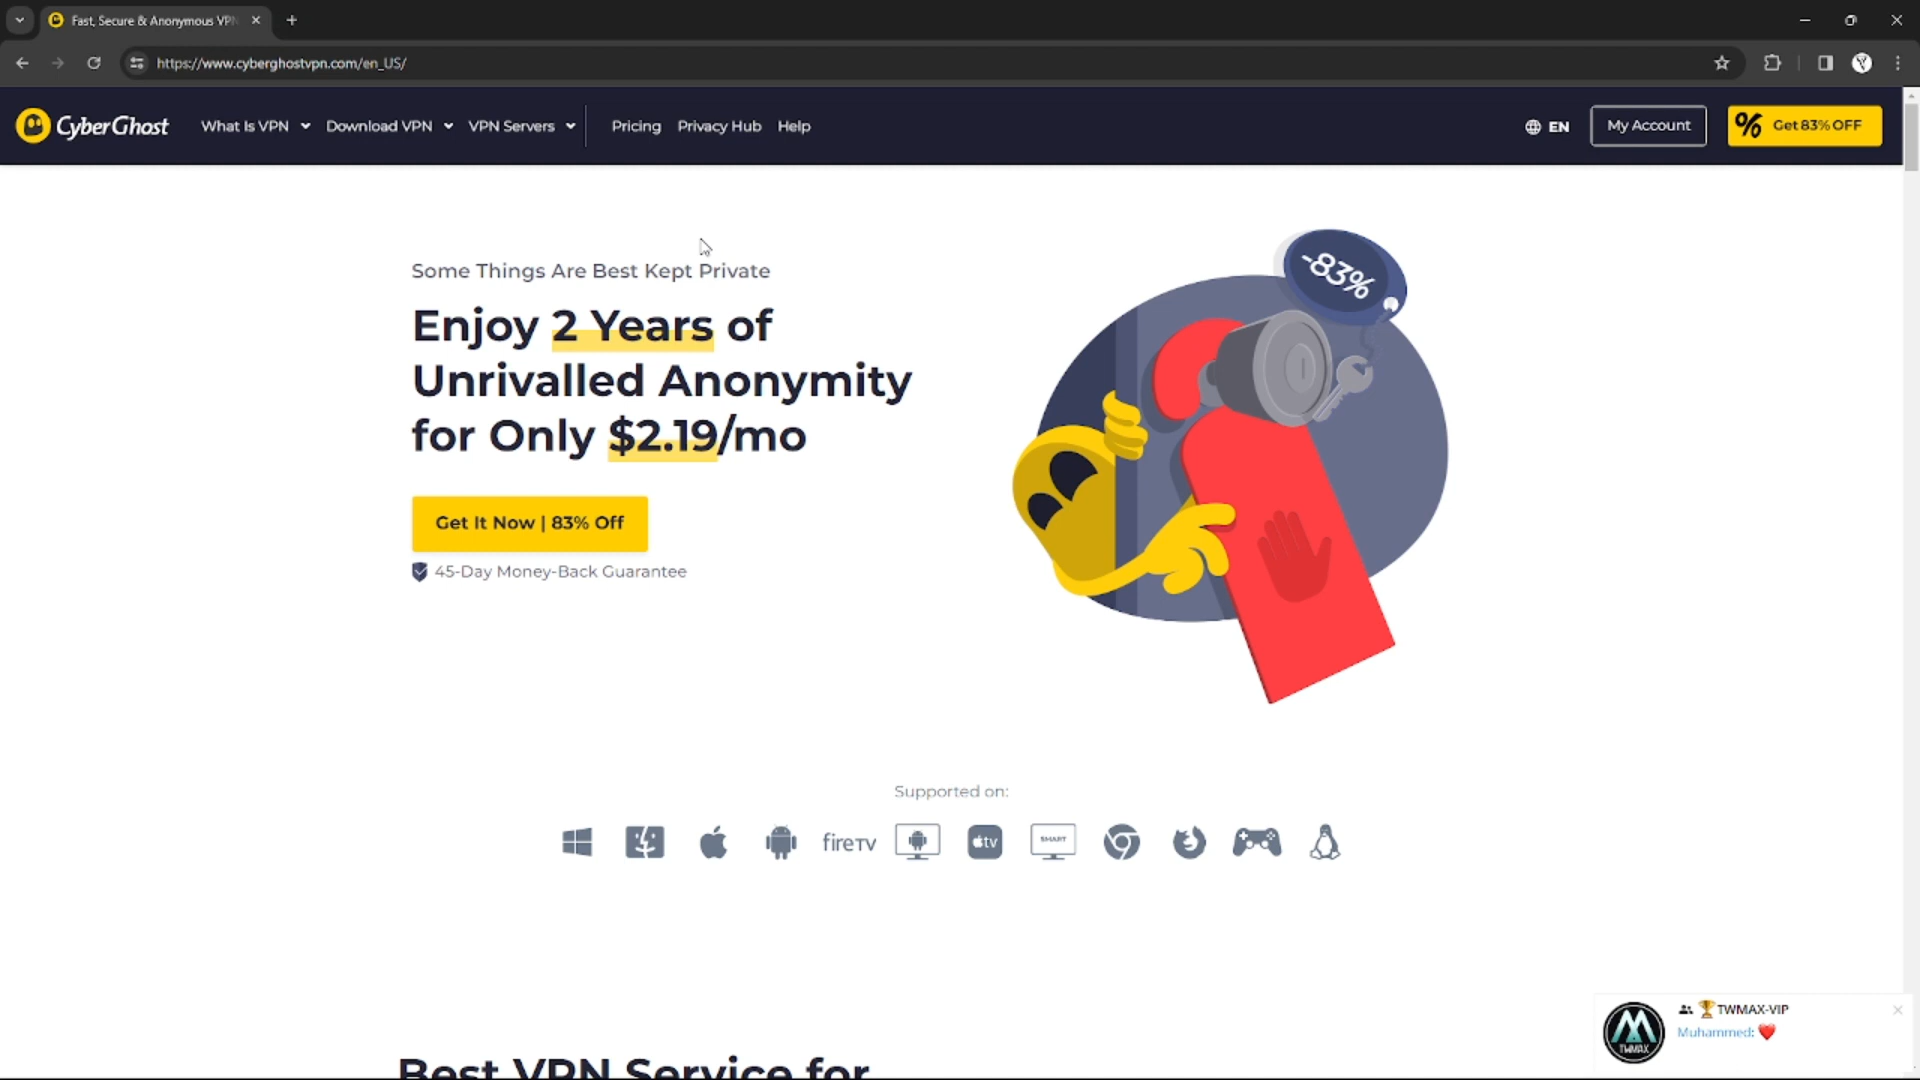 Fast, Secure & Anonymous VPN
https://www.cyberghostvpn.com/en_US/
CyberGhost
What Is VPN
Download VPN
VPN Servers
Pricing
Privacy Hub
Help
EN
My Account
% Get 83% OFF
Some Things Are Best Kept Private
Enjoy 2 Years of
Unrivalled Anonymity
for Only $2.19/mo
Get It Now | 83% Off
45-Day Money-Back Guarantee
-83%
Supported on:
fireTV
tv
SMART
Best VPN Service for
TWMAX-VIP
Muhammed: ❤️
TWMAX